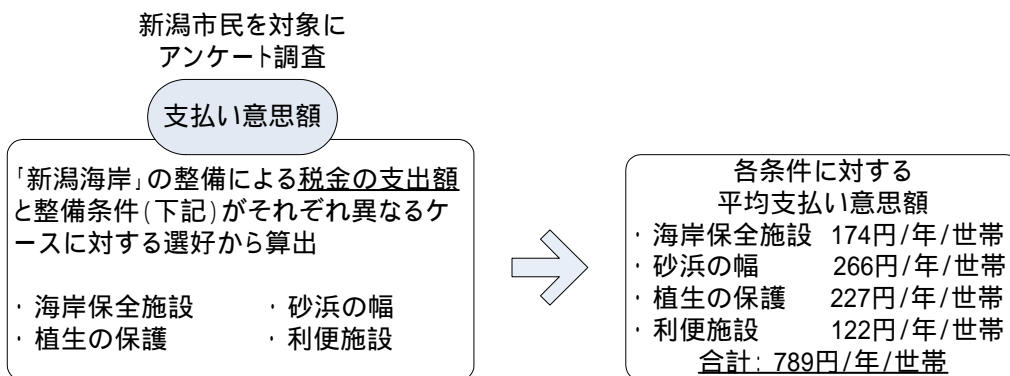 新潟市民を対象に
アンケート調査
支払い意思額
「新潟海岸」の整備による税金の支出額
と整備条件(下記)がそれぞれ異なるケ
ースに対する選好から算出
・海岸保全施設 ・砂浜の幅
・植生の保護 ・利便施設
各条件に対する
平均支払い意思額
・海岸保全施設 174円/年/世帯
・砂浜の幅 266円/年/世帯
・植生の保護 227円/年/世帯
・利便施設 122円/年/世帯
合計: 789円/年/世帯